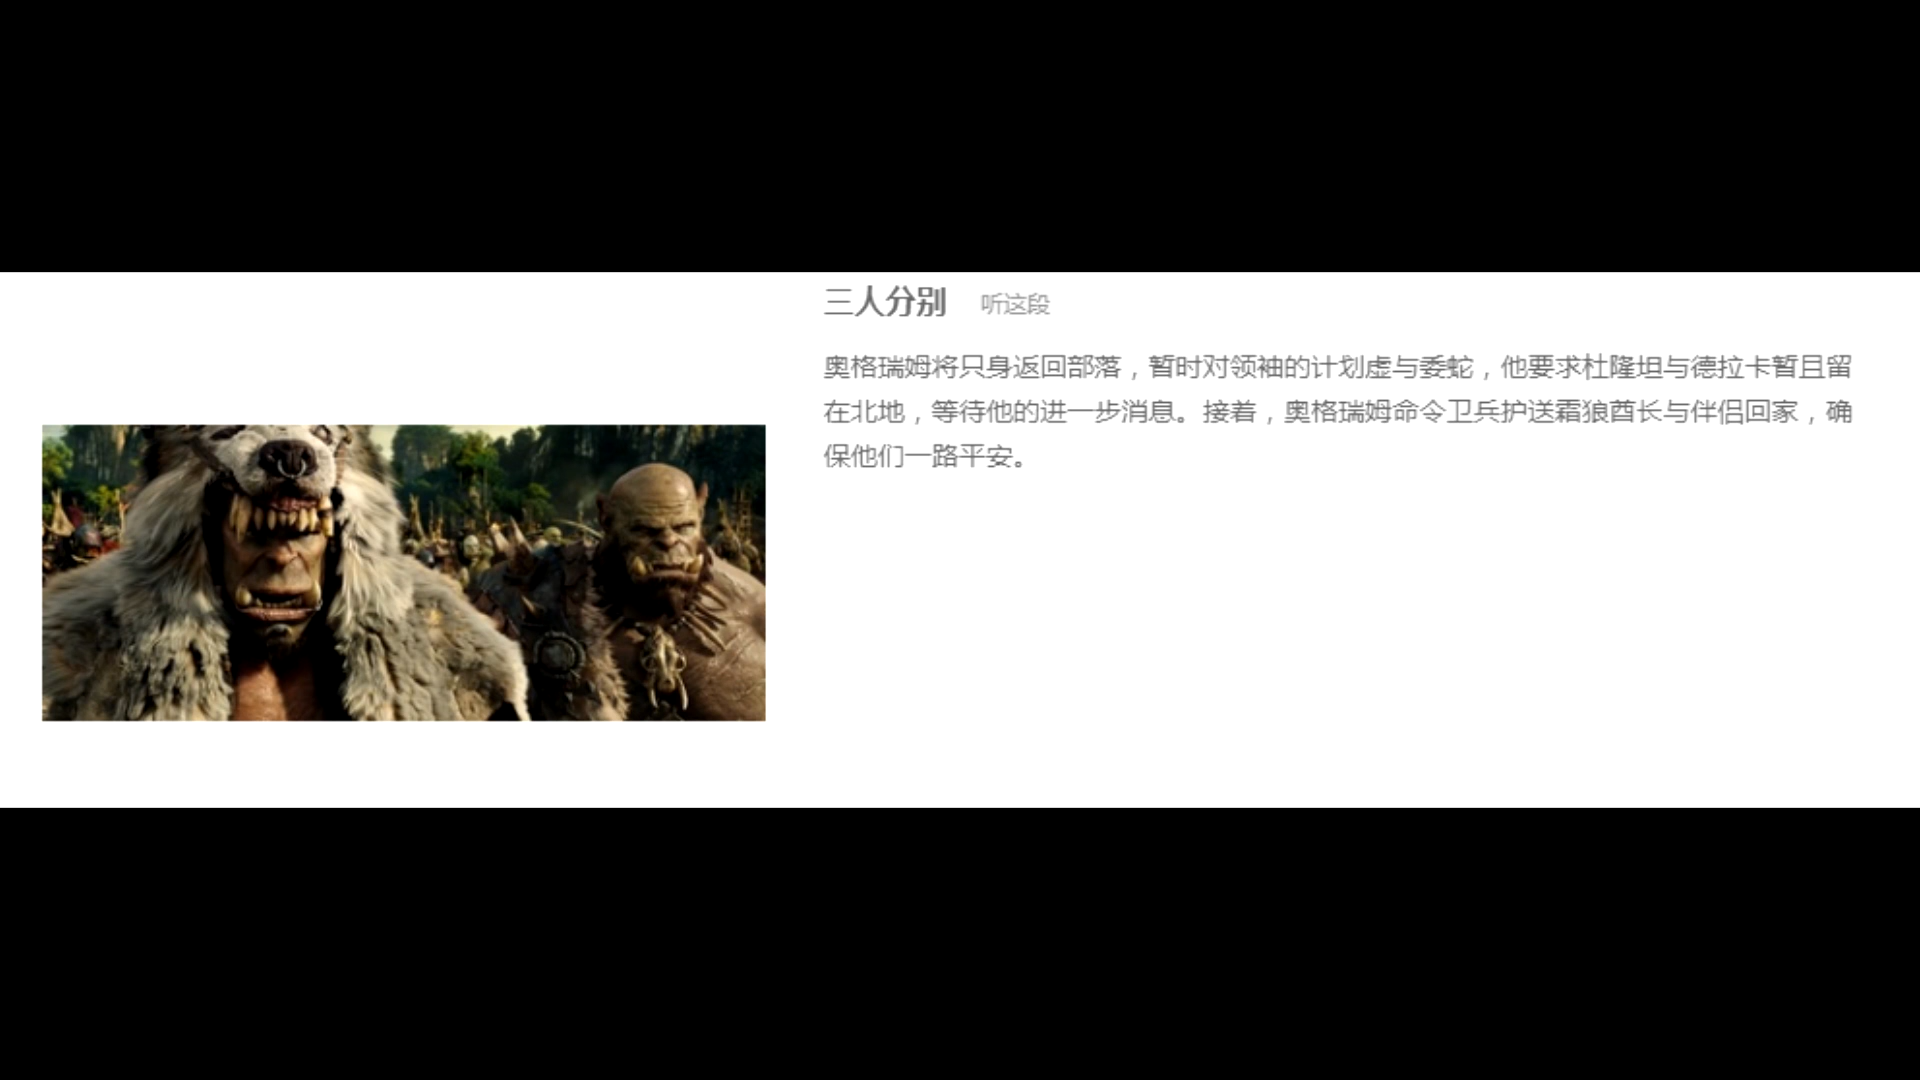 三人分别 听这段
奥格瑞姆将只身返回部落，暂时对领袖的计划虚与委蛇，他要求杜隆坦与德拉卡暂且留
在北地，等待他的进一步消息。接着，奥格瑞姆命令卫兵护送霜狼酋长与伴侣回家，确
保他们一路平安。